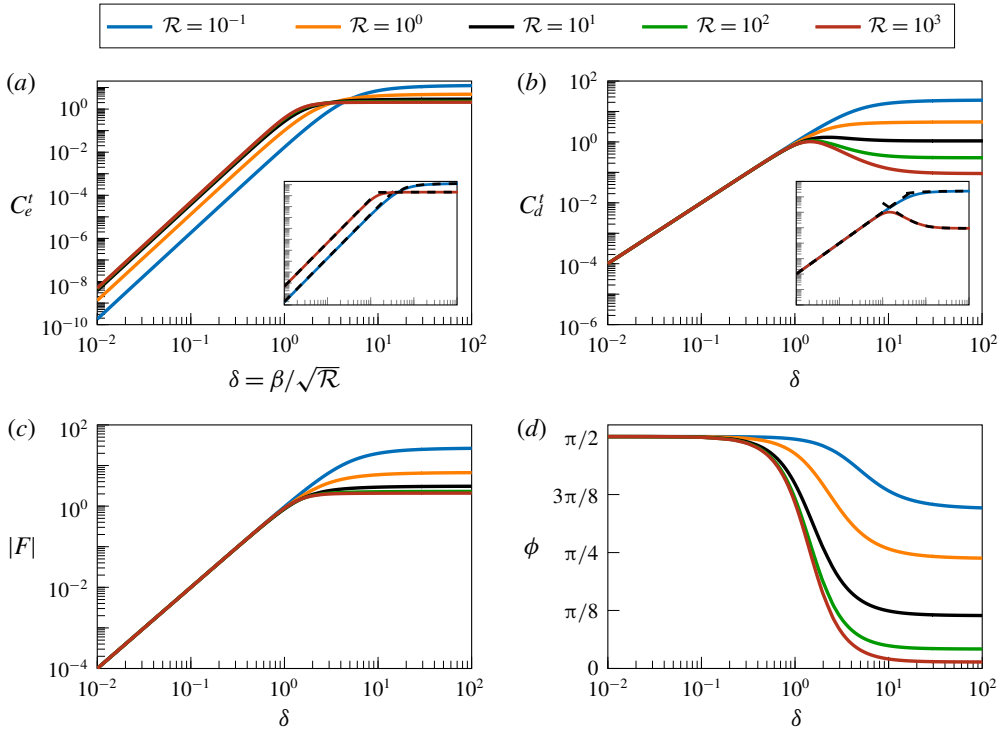 ℛ = 10⁻¹ ℛ = 10⁰ ℛ = 10¹ ℛ = 10² ℛ = 10³
(a)
10⁰
10⁻²
10⁻⁴
10⁻⁶
10⁻⁸
10⁻¹⁰
Cₑᵗ
10⁻² 10⁻¹ 10⁰ 10¹ 10²
δ = β/√ℛ
(b)
10²
10⁰
10⁻²
10⁻⁴
10⁻⁶
C_dᵗ
10⁻² 10⁻¹ 10⁰ 10¹ 10²
δ
(c)
10²
10⁰
10⁻²
10⁻⁴
|F|
10⁻² 10⁻¹ 10⁰ 10¹ 10²
δ
(d)
π/2
3π/8
π/4
π/8
0
ϕ
10⁻² 10⁻¹ 10⁰ 10¹ 10²
δ